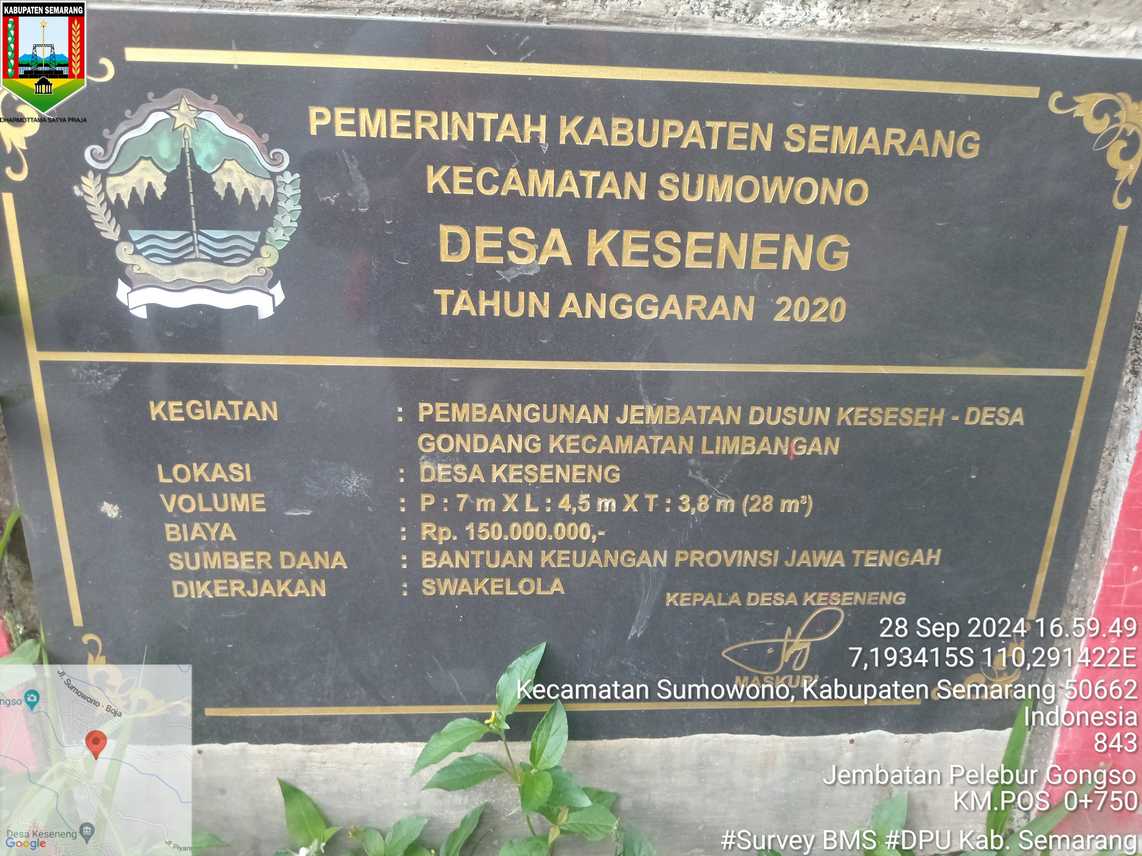 KABUPATEN SEMARANG
DHARMOTTAMA SATYA PRAJA
PEMERINTAH KABUPATEN SEMARANG
KECAMATAN SUMOWONO
DESA KESENENG
TAHUN ANGGARAN 2020
KEGIATAN : PEMBANGUNAN JEMBATAN DUSUN KESESEH - DESA
GONDANG KECAMATAN LIMBANGAN
LOKASI : DESA KESENENG
VOLUME : P : 7 m X L : 4,5 m X T : 3,8 m (28 m³)
BIAYA : Rp. 150.000.000,-
SUMBER DANA : BANTUAN KEUANGAN PROVINSI JAWA TENGAH
DIKERJAKAN : SWAKELOLA
KEPALA DESA KESENENG
MASKURI
28 Sep 2024 16.59.49
7,193415S 110,291422E
Kecamatan Sumowono, Kabupaten Semarang 50662
Indonesia
843
Jembatan Pelebur Gongso
KM.POS 0+750
#Survey BMS #DPU Kab. Semarang
Jl. Sumowono - Boja
ngso
Desa Keseneng
Google